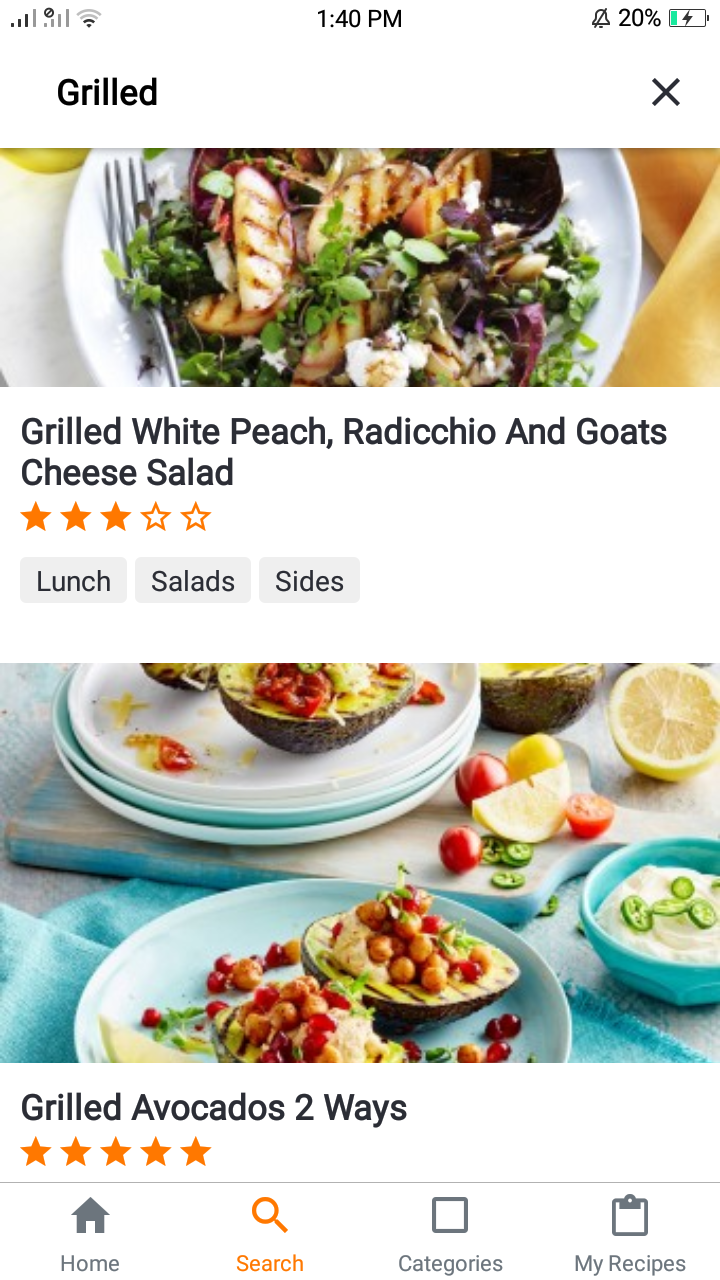 1:40 PM
20%
Grilled
Grilled White Peach, Radicchio And Goats
Cheese Salad
Lunch Salads Sides
Grilled Avocados 2 Ways
Home Search Categories My Recipes